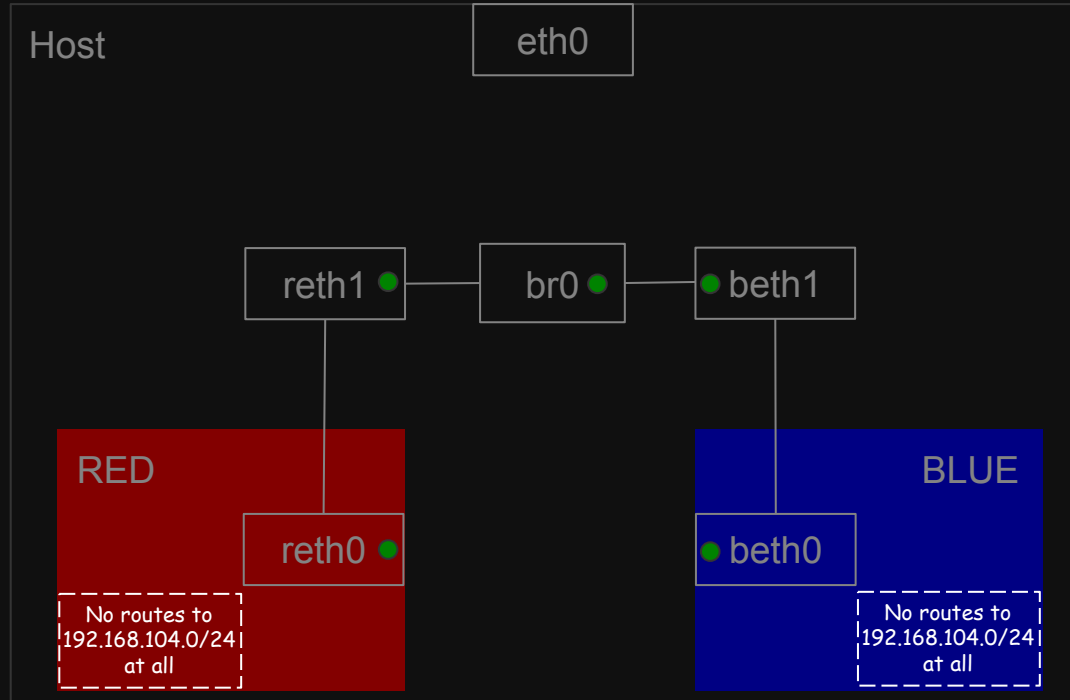 Host
eth0
reth1
br0
beth1
RED
BLUE
reth0
beth0
No routes to
192.168.104.0/24
at all
No routes to
192.168.104.0/24
at all